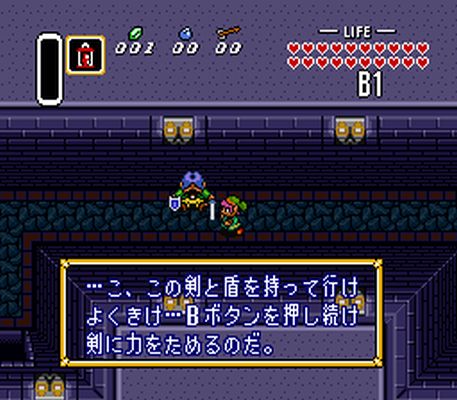 001 00 00 — LIFE —
B1
…こ、この剣と盾を持って行け
よくきけ…Bボタンを押し続け
剣に力をためるのだ。